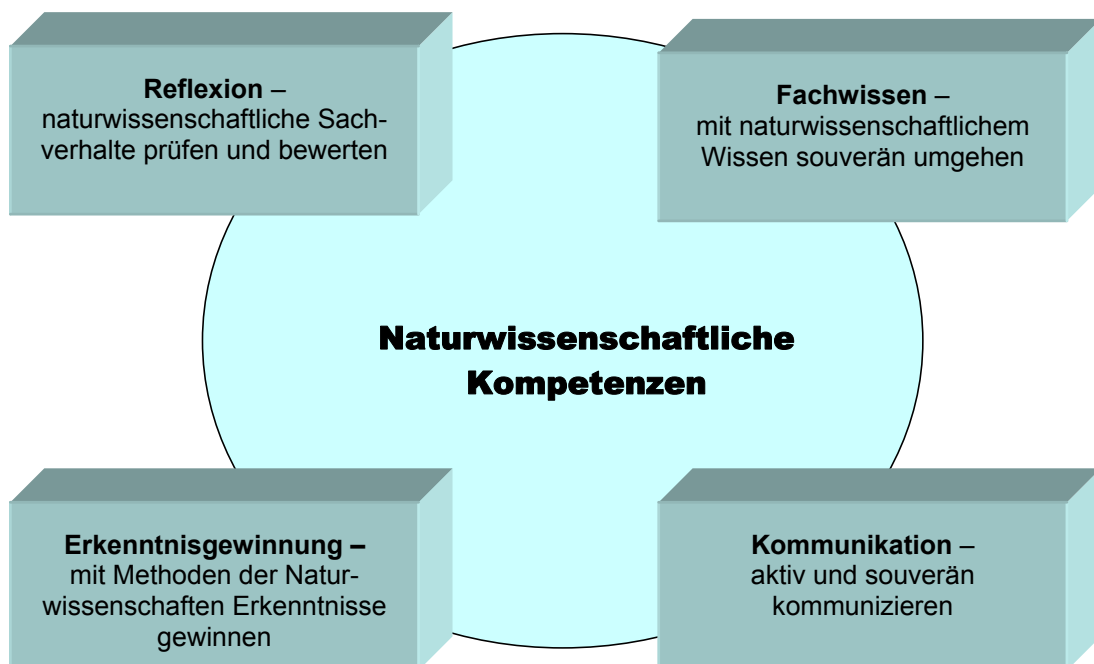 Reflexion –
naturwissenschaftliche Sach-
verhalte prüfen und bewerten
Fachwissen –
mit naturwissenschaftlichem
Wissen souverän umgehen
Naturwissenschaftliche
Kompetenzen
Erkenntnisgewinnung –
mit Methoden der Natur-
wissenschaften Erkenntnisse
gewinnen
Kommunikation –
aktiv und souverän
kommunizieren